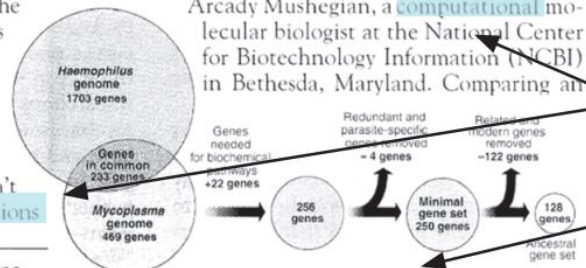 the
s
Arcady Mushegian, a computational mo-
lecular biologist at the National Center
for Biotechnology Information (NCBI)
in Bethesda, Maryland. Comparing an
Haemophilus
genome
1703 genes
Genes
in common
233 genes
Mycoplasma
genome
469 genes
Genes
needed
for biochemical
pathways
+22 genes
256
genes
Redundant and
parasite-specific
genes removed
– 4 genes
Minimal
gene set
250 genes
Related and
modern genes
removed
–122 genes
128
genes
Ancestral
gene set
n't
ions